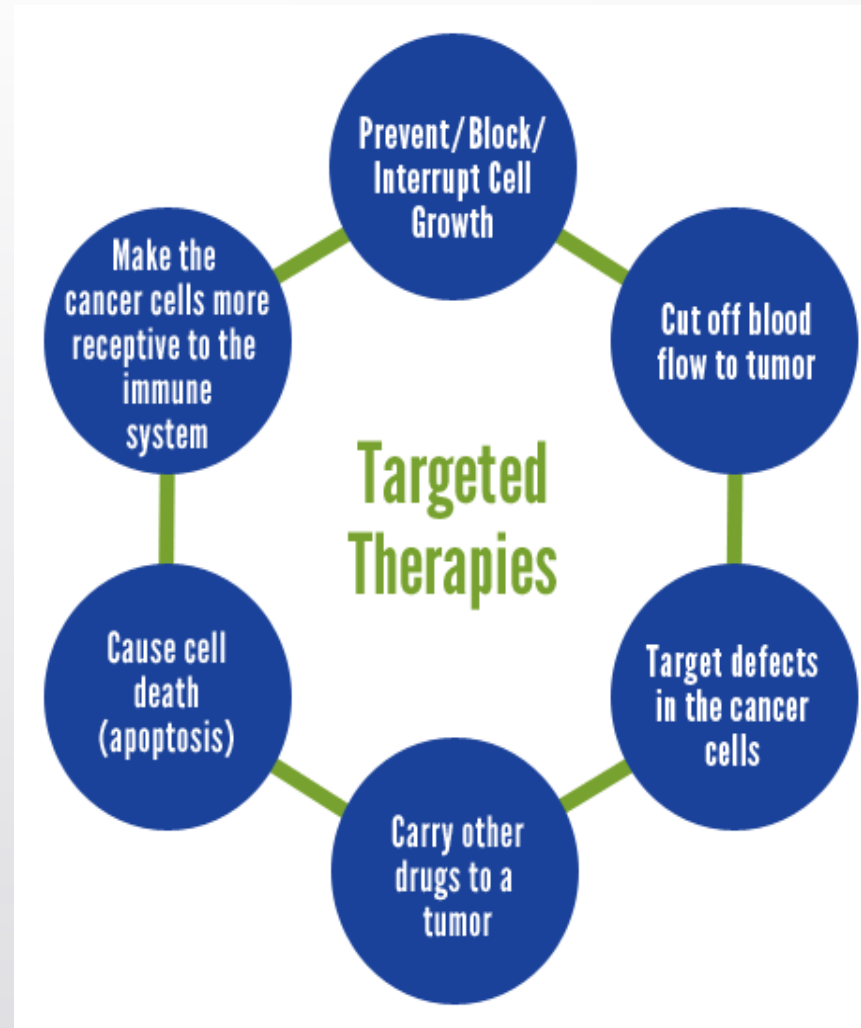 Prevent/Block/
Interrupt Cell
Growth
Cut off blood
flow to tumor
Target defects
in the cancer
cells
Carry other
drugs to a
tumor
Cause cell
death
(apoptosis)
Make the
cancer cells more
receptive to the
immune
system
Targeted
Therapies